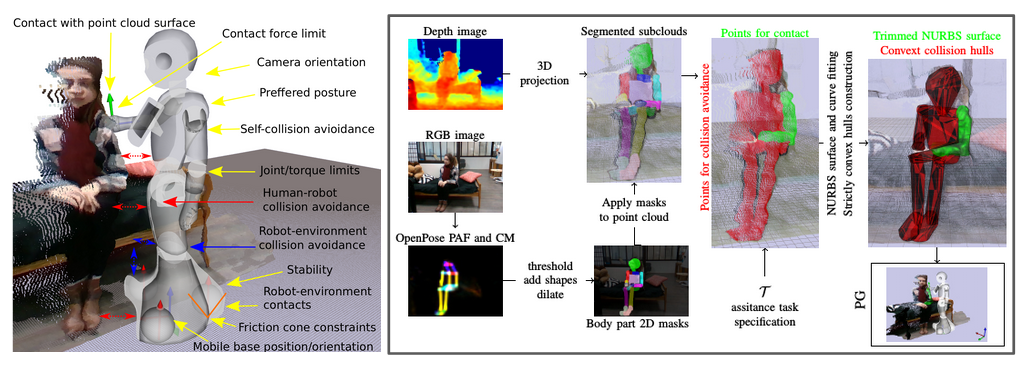 Contact with point cloud surface
Contact force limit
Camera orientation
Preffered posture
Self-collision avioidance
Joint/torque limits
Human-robot
collision avoidance
Robot-environment
collision avoidance
Stability
Robot-environment
contacts
Friction cone constraints
Mobile base position/orientation
Depth image
3D
projection
RGB image
OpenPose PAF and CM
threshold
add shapes
dilate
Segmented subclouds
Apply masks
to point cloud
Body part 2D masks
Points for contact
Points for collision avoidance
𝒯
assitance task
specification
NURBS surface and curve fitting
Strictly convex hulls construction
Trimmed NURBS surface
Convext collision hulls
PG